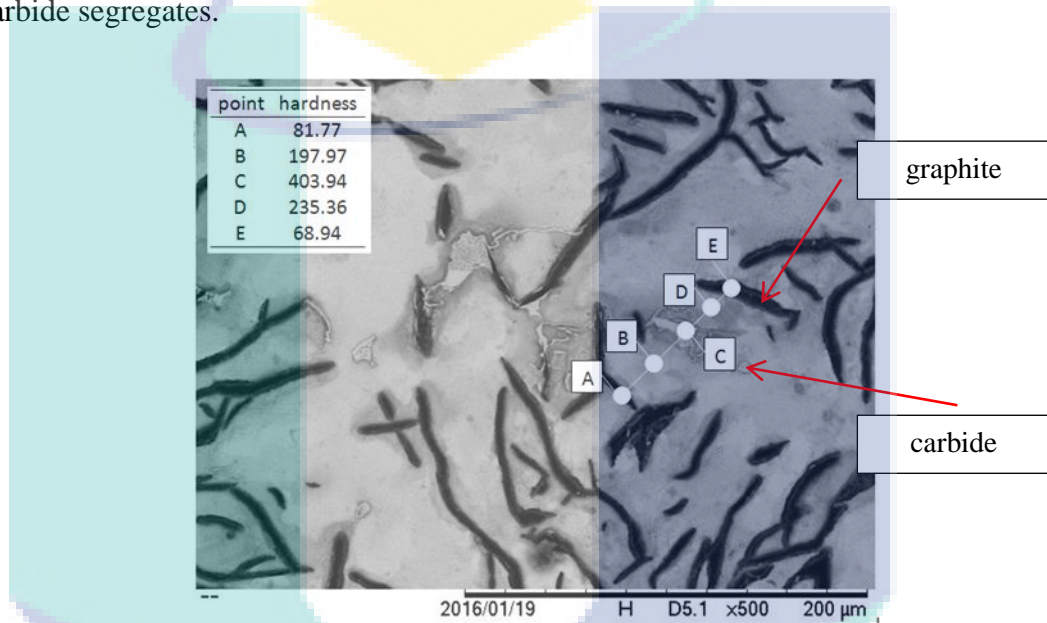 arbide segregates.
point hardness
A 81.77
B 197.97
C 403.94
D 235.36
E 68.94
graphite
E
D
B
C
A
carbide
--
2016/01/19 H D5.1 x500 200 µm